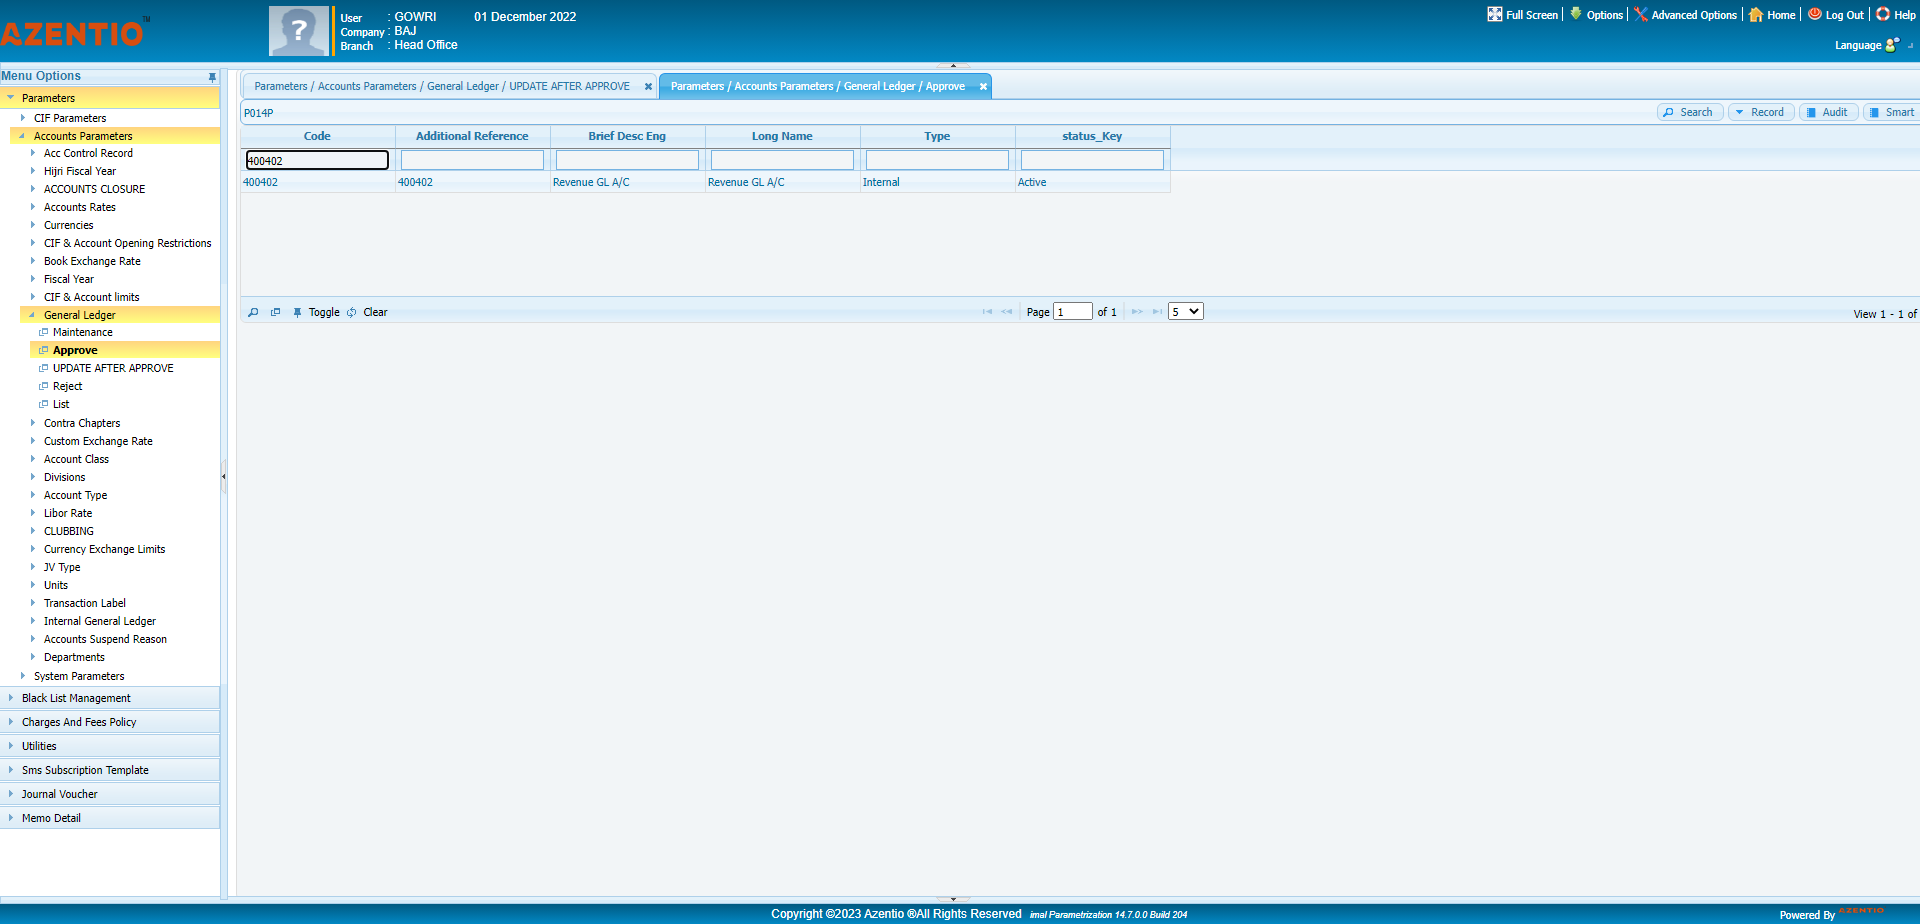 AZENTIO™
User : GOWRI 01 December 2022
Company : BAJ
Branch : Head Office
Full Screen Options Advanced Options Home Log Out Help
Language
Menu Options
Parameters
CIF Parameters
Accounts Parameters
Acc Control Record
Hijri Fiscal Year
ACCOUNTS CLOSURE
Accounts Rates
Currencies
CIF & Account Opening Restrictions
Book Exchange Rate
Fiscal Year
CIF & Account limits
General Ledger
Maintenance
Approve
UPDATE AFTER APPROVE
Reject
List
Contra Chapters
Custom Exchange Rate
Account Class
Divisions
Account Type
Libor Rate
CLUBBING
Currency Exchange Limits
JV Type
Units
Transaction Label
Internal General Ledger
Accounts Suspend Reason
Departments
System Parameters
Black List Management
Charges And Fees Policy
Utilities
Sms Subscription Template
Journal Voucher
Memo Detail
Parameters / Accounts Parameters / General Ledger / UPDATE AFTER APPROVE
Parameters / Accounts Parameters / General Ledger / Approve
P014P
Search Record Audit Smart
Code Additional Reference Brief Desc Eng Long Name Type status_Key
400402
400402 400402 Revenue GL A/C Revenue GL A/C Internal Active
Toggle Clear
Page 1 of 1
5
View 1 - 1 of
Copyright ©2023 Azentio ®All Rights Reserved imal Parametrization 14.7.0.0 Build 204
Powered By AZENTIO